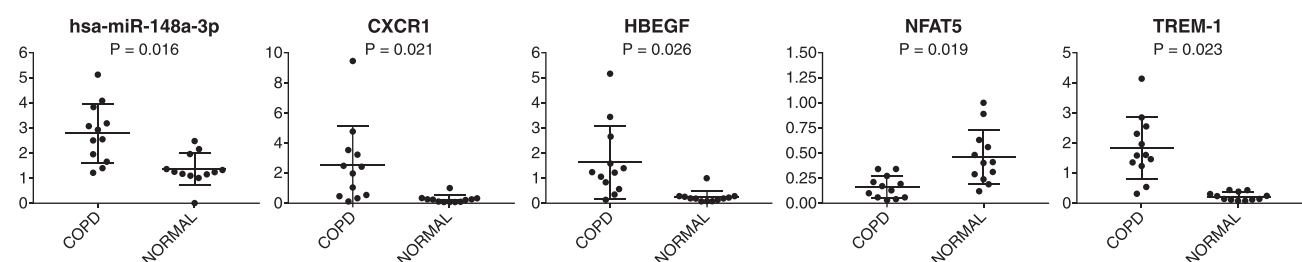 hsa-miR-148a-3p
P = 0.016
6
5
4
3
2
1
0
COPD
NORMAL
CXCR1
P = 0.021
10
8
6
4
2
0
COPD
NORMAL
HBEGF
P = 0.026
6
5
4
3
2
1
0
COPD
NORMAL
NFAT5
P = 0.019
1.50
1.25
1.00
0.75
0.50
0.25
0.00
COPD
NORMAL
TREM-1
P = 0.023
5
4
3
2
1
0
COPD
NORMAL